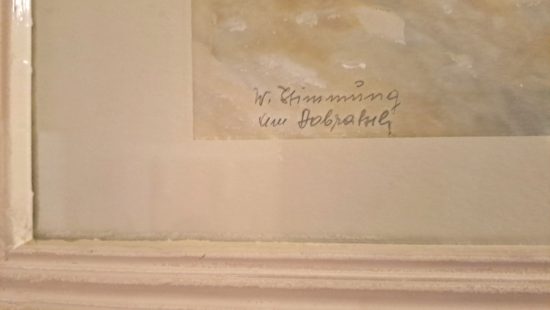 W. Stimmung
am Dobratsch